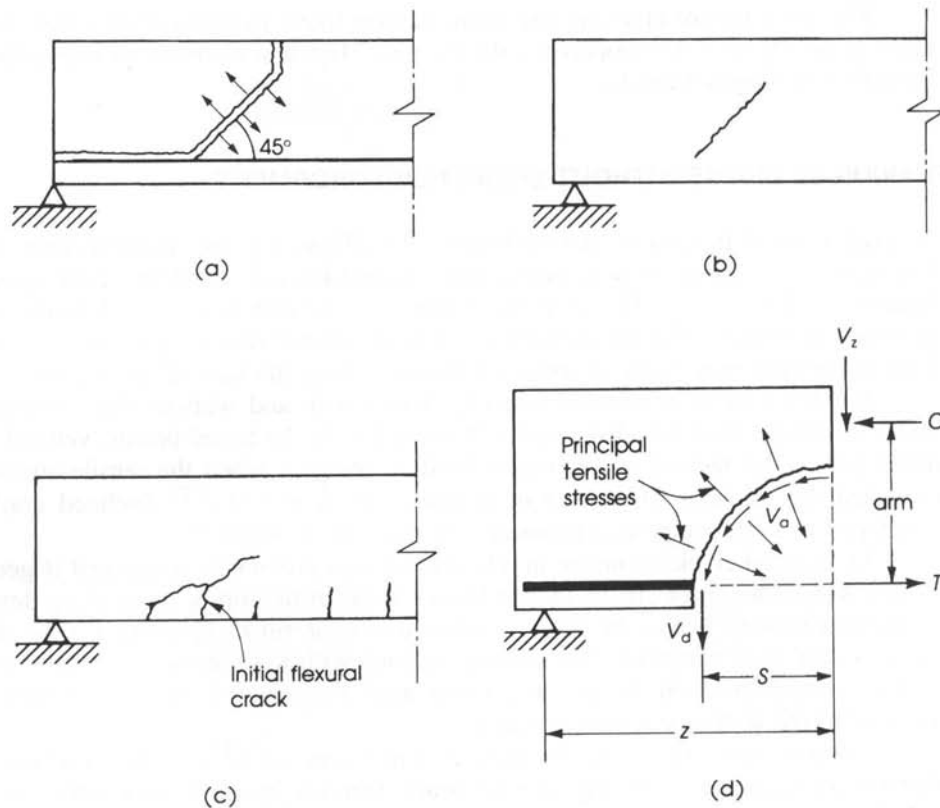 45°
(a)
(b)
Initial flexural
crack
(c)
V_z
C
Principal
tensile
stresses
V_a
arm
T
V_d
S
z
(d)